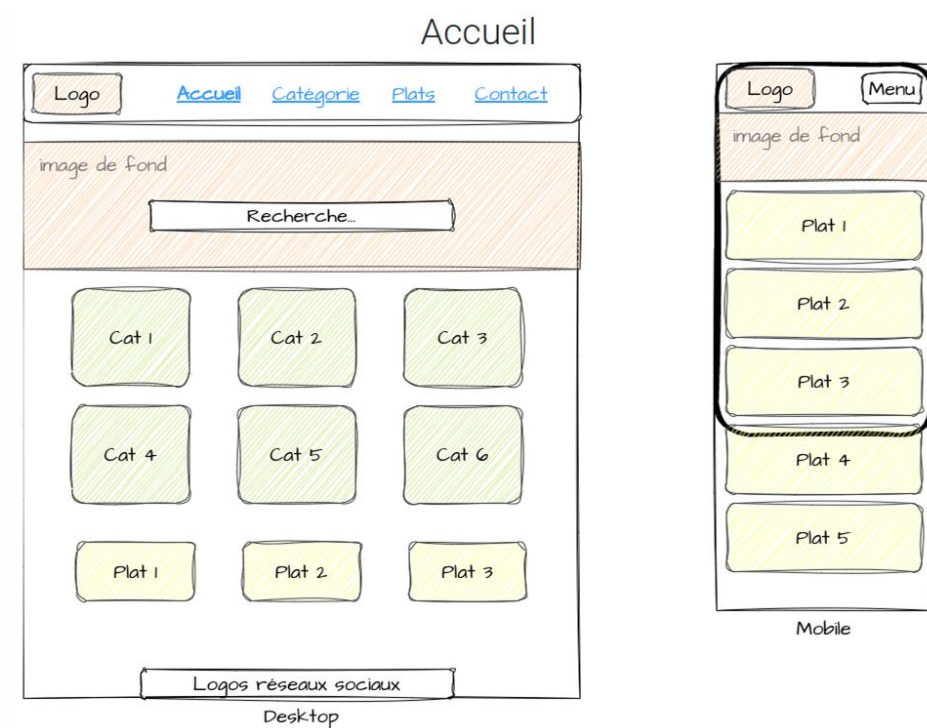 Accueil
Logo Accueil Catégorie Plats Contact
image de fond
Recherche...
Cat 1 Cat 2 Cat 3
Cat 4 Cat 5 Cat 6
Plat 1 Plat 2 Plat 3
Logos réseaux sociaux
Desktop
Logo Menu
image de fond
Plat 1
Plat 2
Plat 3
Plat 4
Plat 5
Mobile